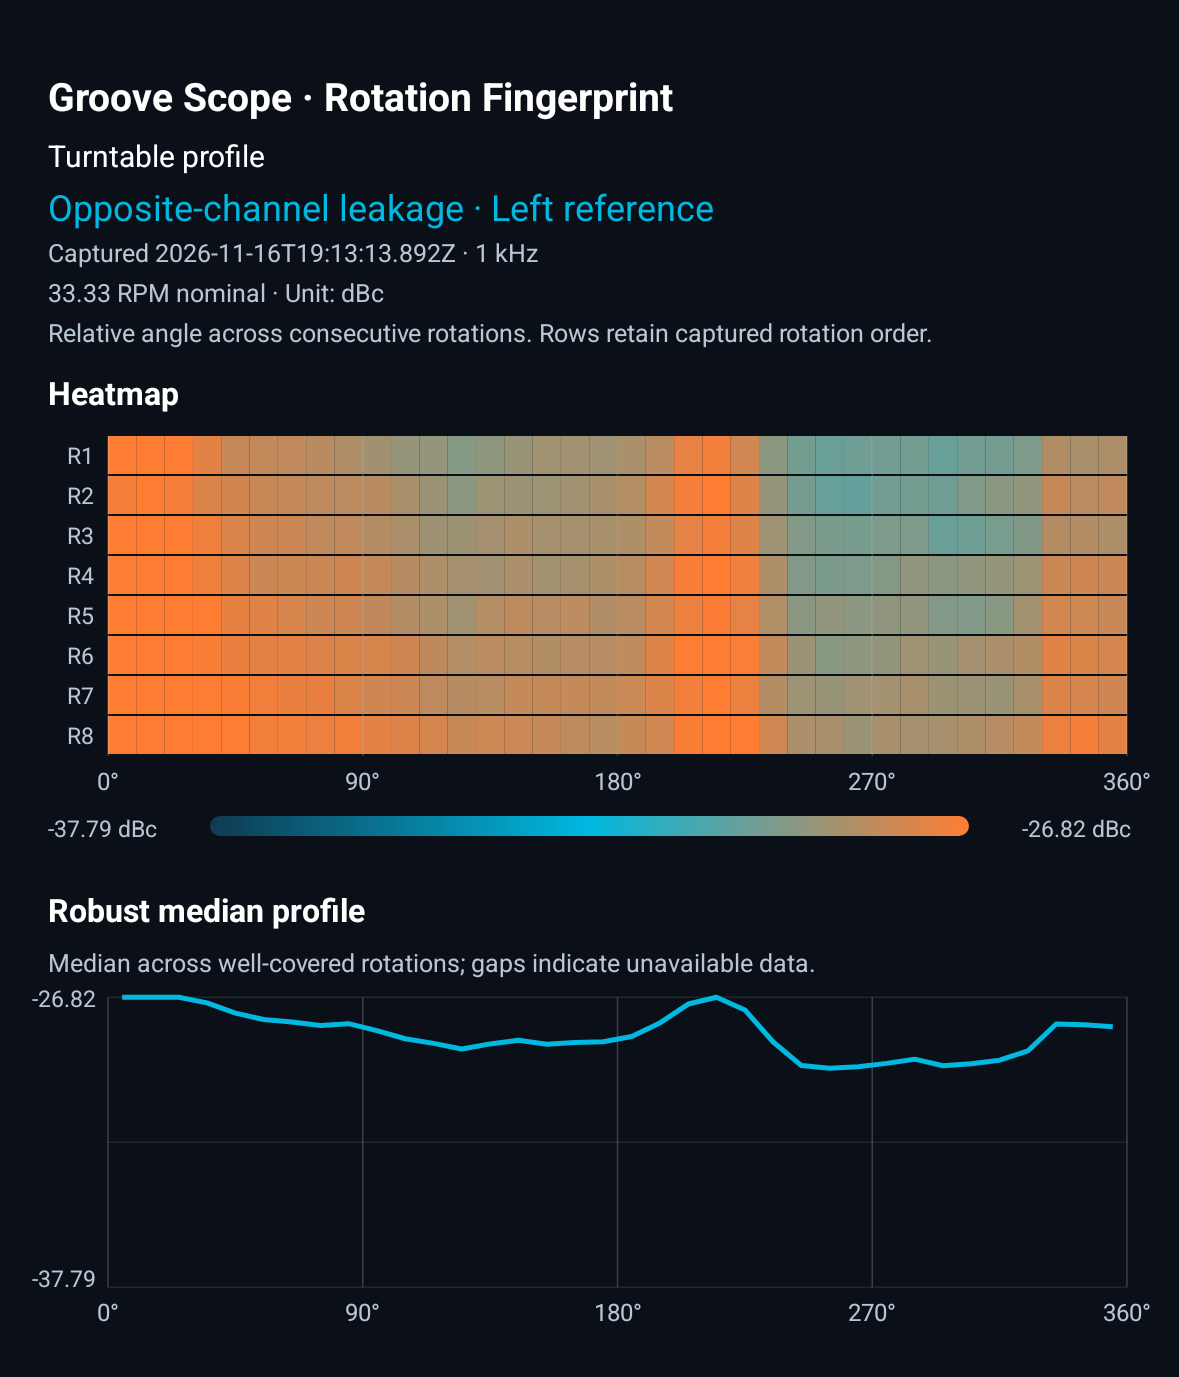 Groove Scope · Rotation Fingerprint
Turntable profile
Opposite-channel leakage · Left reference
Captured 2026-11-16T19:13:13.892Z · 1 kHz
33.33 RPM nominal · Unit: dBc
Relative angle across consecutive rotations. Rows retain captured rotation order.
Heatmap
R1
R2
R3
R4
R5
R6
R7
R8
0° 90° 180° 270° 360°
-37.79 dBc -26.82 dBc
Robust median profile
Median across well-covered rotations; gaps indicate unavailable data.
-26.82
-37.79
0° 90° 180° 270° 360°